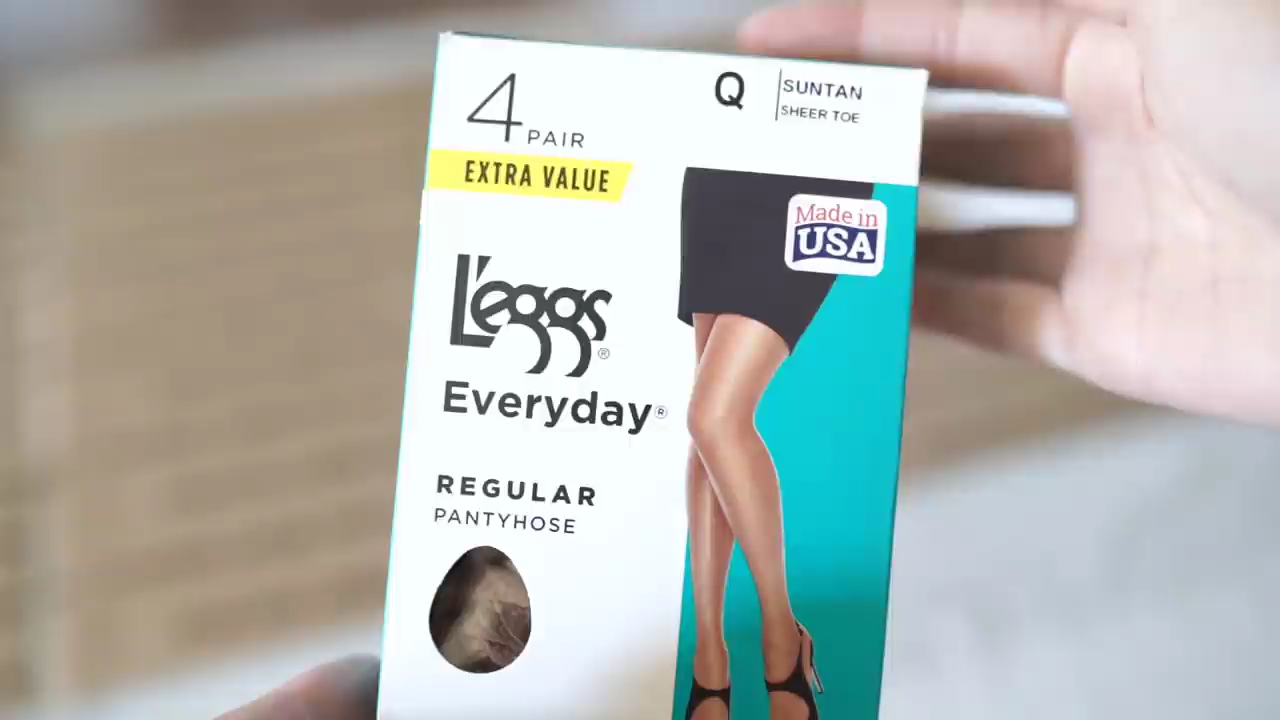 4 PAIR
EXTRA VALUE
Q
SUNTAN
SHEER TOE
Made in
USA
L'eggs®
Everyday®
REGULAR
PANTYHOSE